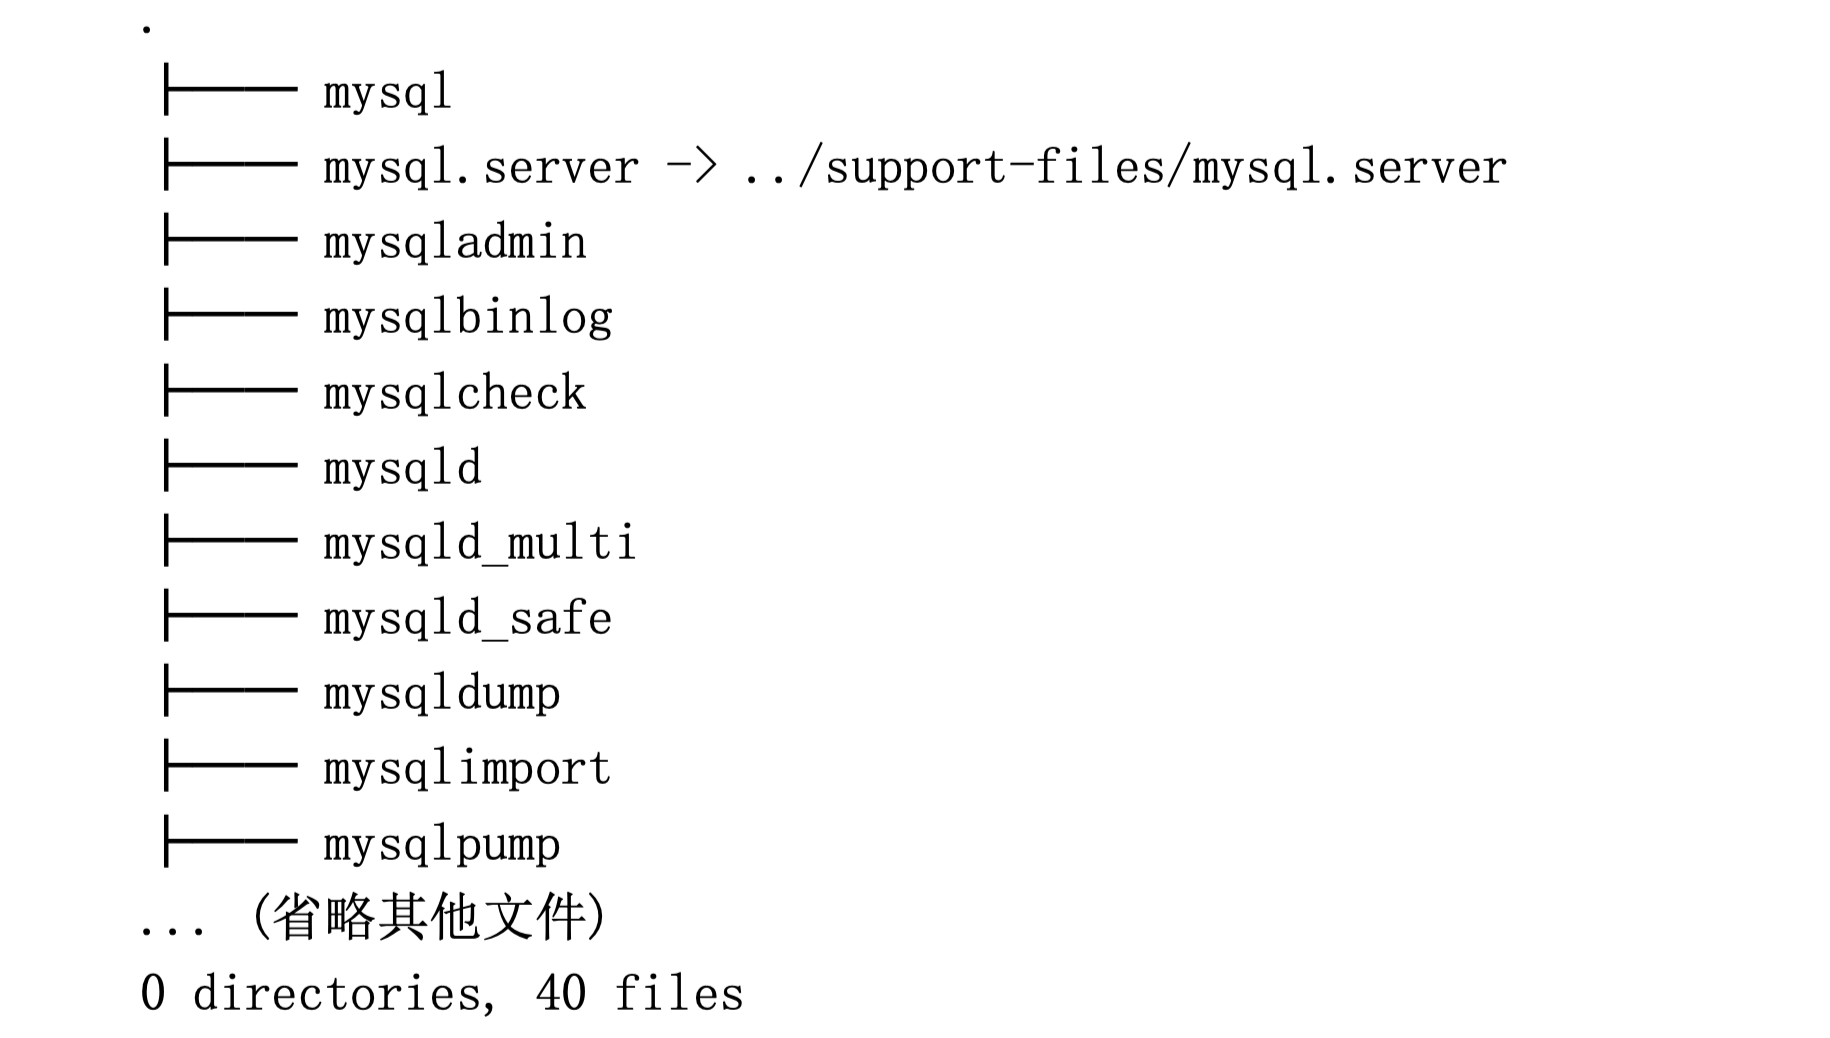 .
├── mysql
├── mysql.server -> ../support-files/mysql.server
├── mysqladmin
├── mysqlbinlog
├── mysqlcheck
├── mysqld
├── mysqld_multi
├── mysqld_safe
├── mysqldump
├── mysqlimport
├── mysqlpump
... (省略其他文件)
0 directories, 40 files